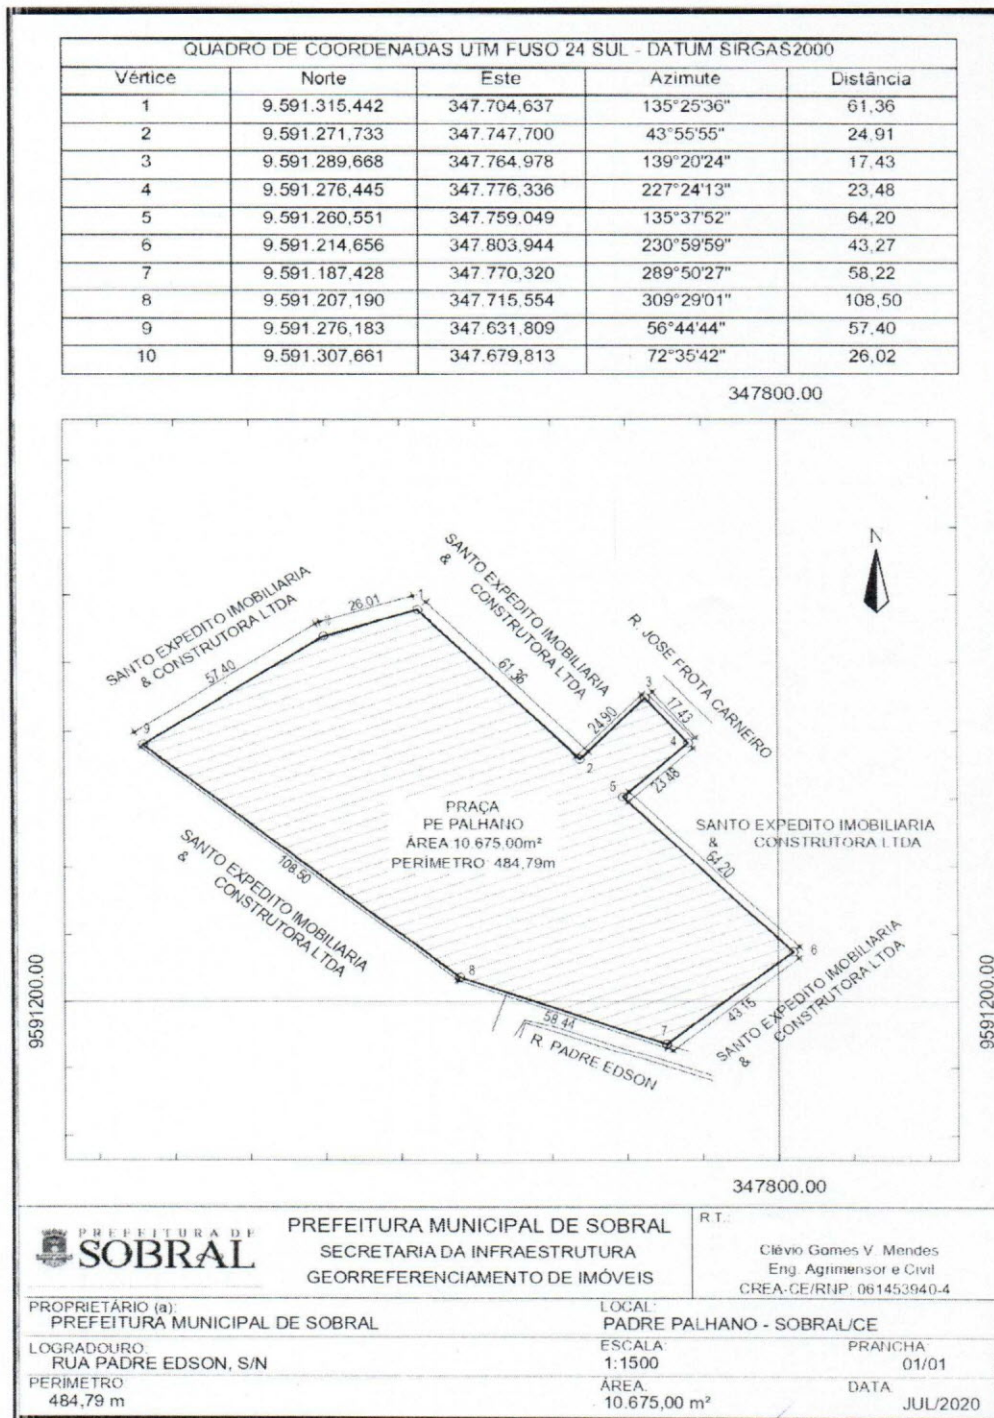 QUADRO DE COORDENADAS UTM FUSO 24 SUL - DATUM SIRGAS2000
Vértice Norte Este Azimute Distância
1 9.591.315,442 347.704,637 135°25'36" 61,36
2 9.591.271,733 347.747,700 43°55'55" 24,91
3 9.591.289,668 347.764,978 139°20'24" 17,43
4 9.591.276,445 347.776,336 227°24'13" 23,48
5 9.591.260,551 347.759,049 135°37'52" 64,20
6 9.591.214,656 347.803,944 230°59'59" 43,27
7 9.591.187,428 347.770,320 289°50'27" 58,22
8 9.591.207,190 347.715,554 309°29'01" 108,50
9 9.591.276,183 347.631,809 56°44'44" 57,40
10 9.591.307,661 347.679,813 72°35'42" 26,02
347800.00
N
SANTO EXPEDITO IMOBILIARIA
& CONSTRUTORA LTDA
57.40
26.01
1
SANTO EXPEDITO IMOBILIARIA
&
CONSTRUTORA LTDA
61.36
R. JOSE FROTA CARNEIRO
3
17.43
24.90
4
2
23.48
5
9
PRAÇA
PE PALHANO
ÁREA 10.675,00m²
PERÍMETRO: 484,79m
SANTO EXPEDITO IMOBILIARIA
& CONSTRUTORA LTDA
64.20
SANTO EXPEDITO IMOBILIARIA
&
CONSTRUTORA LTDA
108.50
6
8
SANTO EXPEDITO IMOBILIARIA
&
CONSTRUTORA LTDA
43.15
7
58.44
R. PADRE EDSON
9591200.00
9591200.00
347800.00
PREFEITURA DE
SOBRAL
PREFEITURA MUNICIPAL DE SOBRAL
SECRETARIA DA INFRAESTRUTURA
GEORREFERENCIAMENTO DE IMÓVEIS
R.T.:
Clévio Gomes V. Mendes
Eng. Agrimensor e Civil
CREA-CE/RNP: 061453940-4
PROPRIETÁRIO (a):
PREFEITURA MUNICIPAL DE SOBRAL
LOCAL:
PADRE PALHANO - SOBRAL/CE
LOGRADOURO:
RUA PADRE EDSON, S/N
ESCALA:
1:1500
PRANCHA
01/01
PERIMETRO
484,79 m
ÁREA.
10.675,00 m²
DATA
JUL/2020